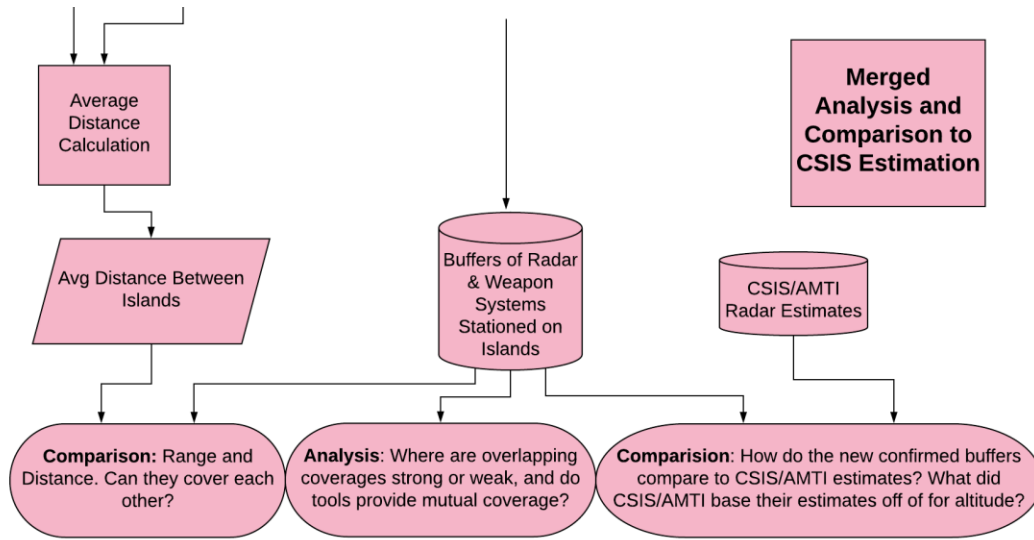 Average
Distance
Calculation
Merged
Analysis and
Comparison to
CSIS Estimation
Avg Distance Between
Islands
Buffers of Radar
& Weapon
Systems
Stationed on
Islands
CSIS/AMTI
Radar Estimates
Comparison: Range and
Distance. Can they cover each
other?
Analysis: Where are overlapping
coverages strong or weak, and do
tools provide mutual coverage?
Comparision: How do the new confirmed buffers
compare to CSIS/AMTI estimates? What did
CSIS/AMTI base their estimates off of for altitude?